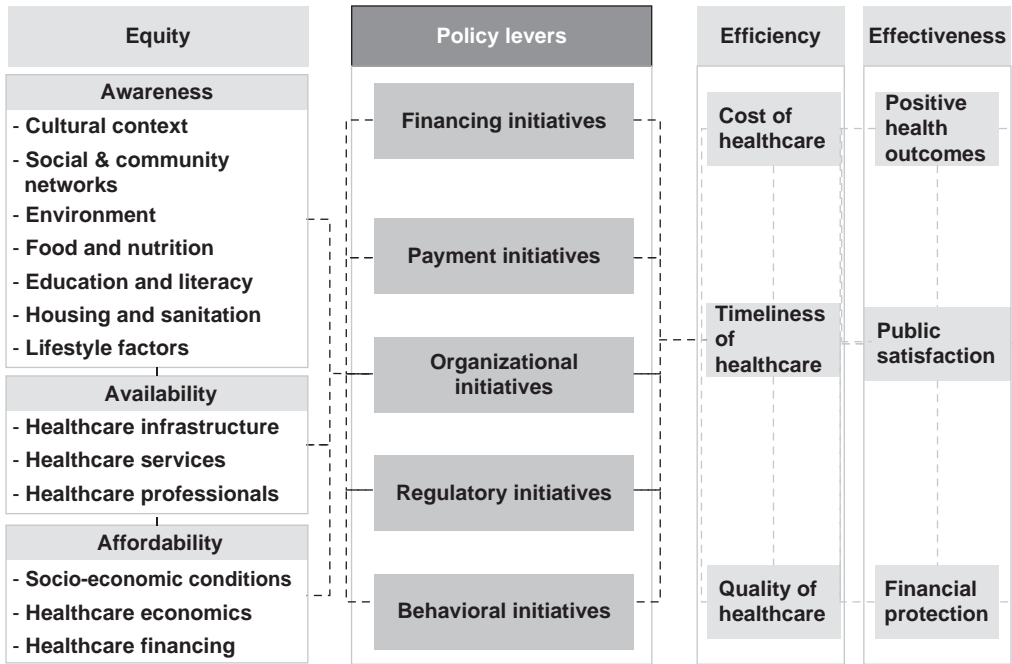 Equity
Awareness
- Cultural context
- Social & community
networks
- Environment
- Food and nutrition
- Education and literacy
- Housing and sanitation
- Lifestyle factors
Availability
- Healthcare infrastructure
- Healthcare services
- Healthcare professionals
Affordability
- Socio-economic conditions
- Healthcare economics
- Healthcare financing
Policy levers
Financing initiatives
Payment initiatives
Organizational
initiatives
Regulatory initiatives
Behavioral initiatives
Efficiency
Cost of
healthcare
Timeliness
of
healthcare
Quality of
healthcare
Effectiveness
Positive
health
outcomes
Public
satisfaction
Financial
protection